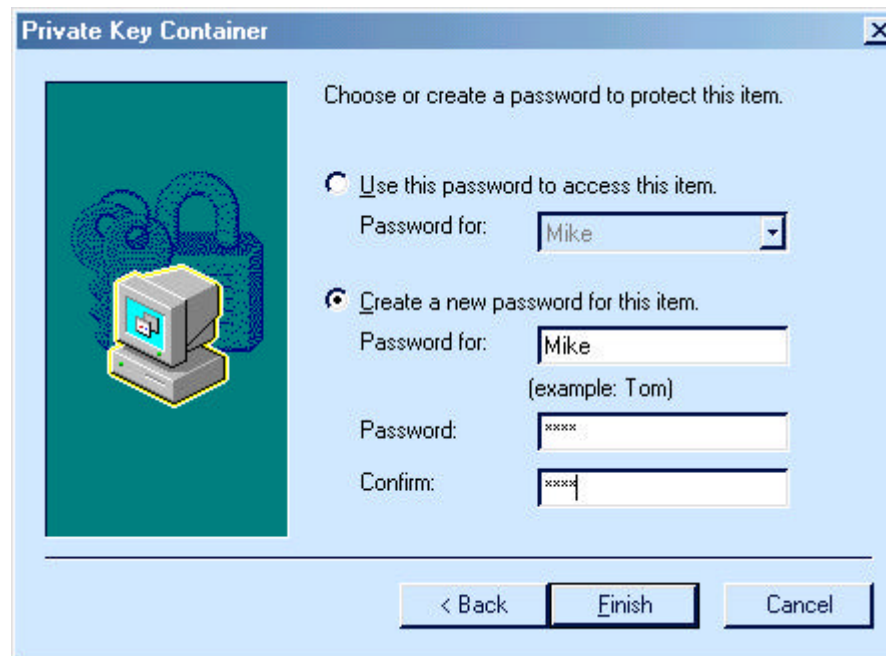 Private Key Container
Choose or create a password to protect this item.
Use this password to access this item.
Password for:
Mike
Create a new password for this item.
Password for:
Mike
(example: Tom)
Password:
****
Confirm:
****
< Back
Finish
Cancel